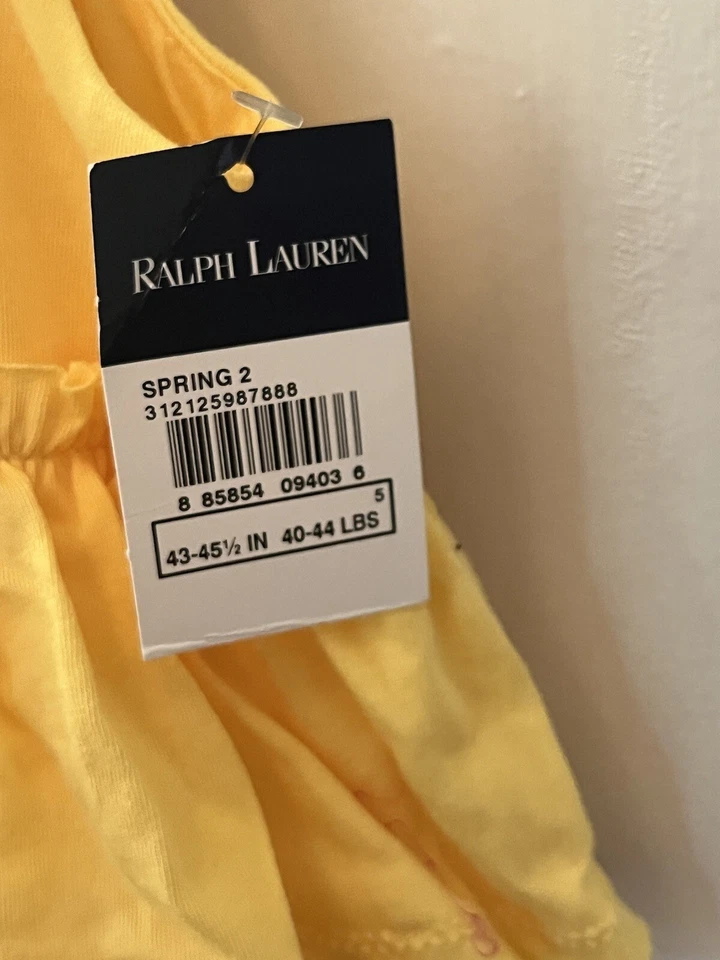 RALPH LAUREN
SPRING 2
312125987888
8 85854 09403 6
5
43-45½ IN 40-44 LBS